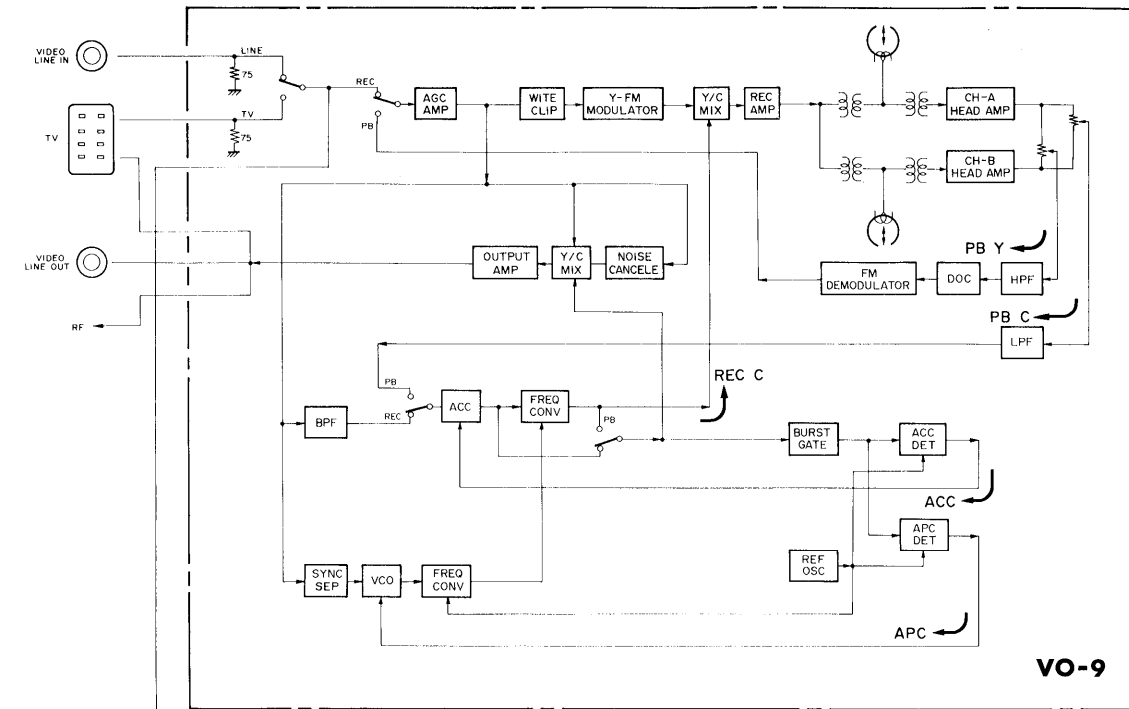 VIDEO
LINE IN
LINE
75
TV
TV
75
VIDEO
LINE OUT
RF
REC
PB
AGC
AMP
WITE
CLIP
Y-FM
MODULATOR
Y/C
MIX
REC
AMP
CH-A
HEAD AMP
CH-B
HEAD AMP
OUTPUT
AMP
Y/C
MIX
NOISE
CANCELE
FM
DEMODULATOR
DOC
HPF
PB Y
PB C
LPF
PB
REC
BPF
ACC
FREQ
CONV
PB
REC C
BURST
GATE
ACC
DET
ACC
APC
DET
REF
OSC
SYNC
SEP
VCO
FREQ
CONV
APC
VO-9